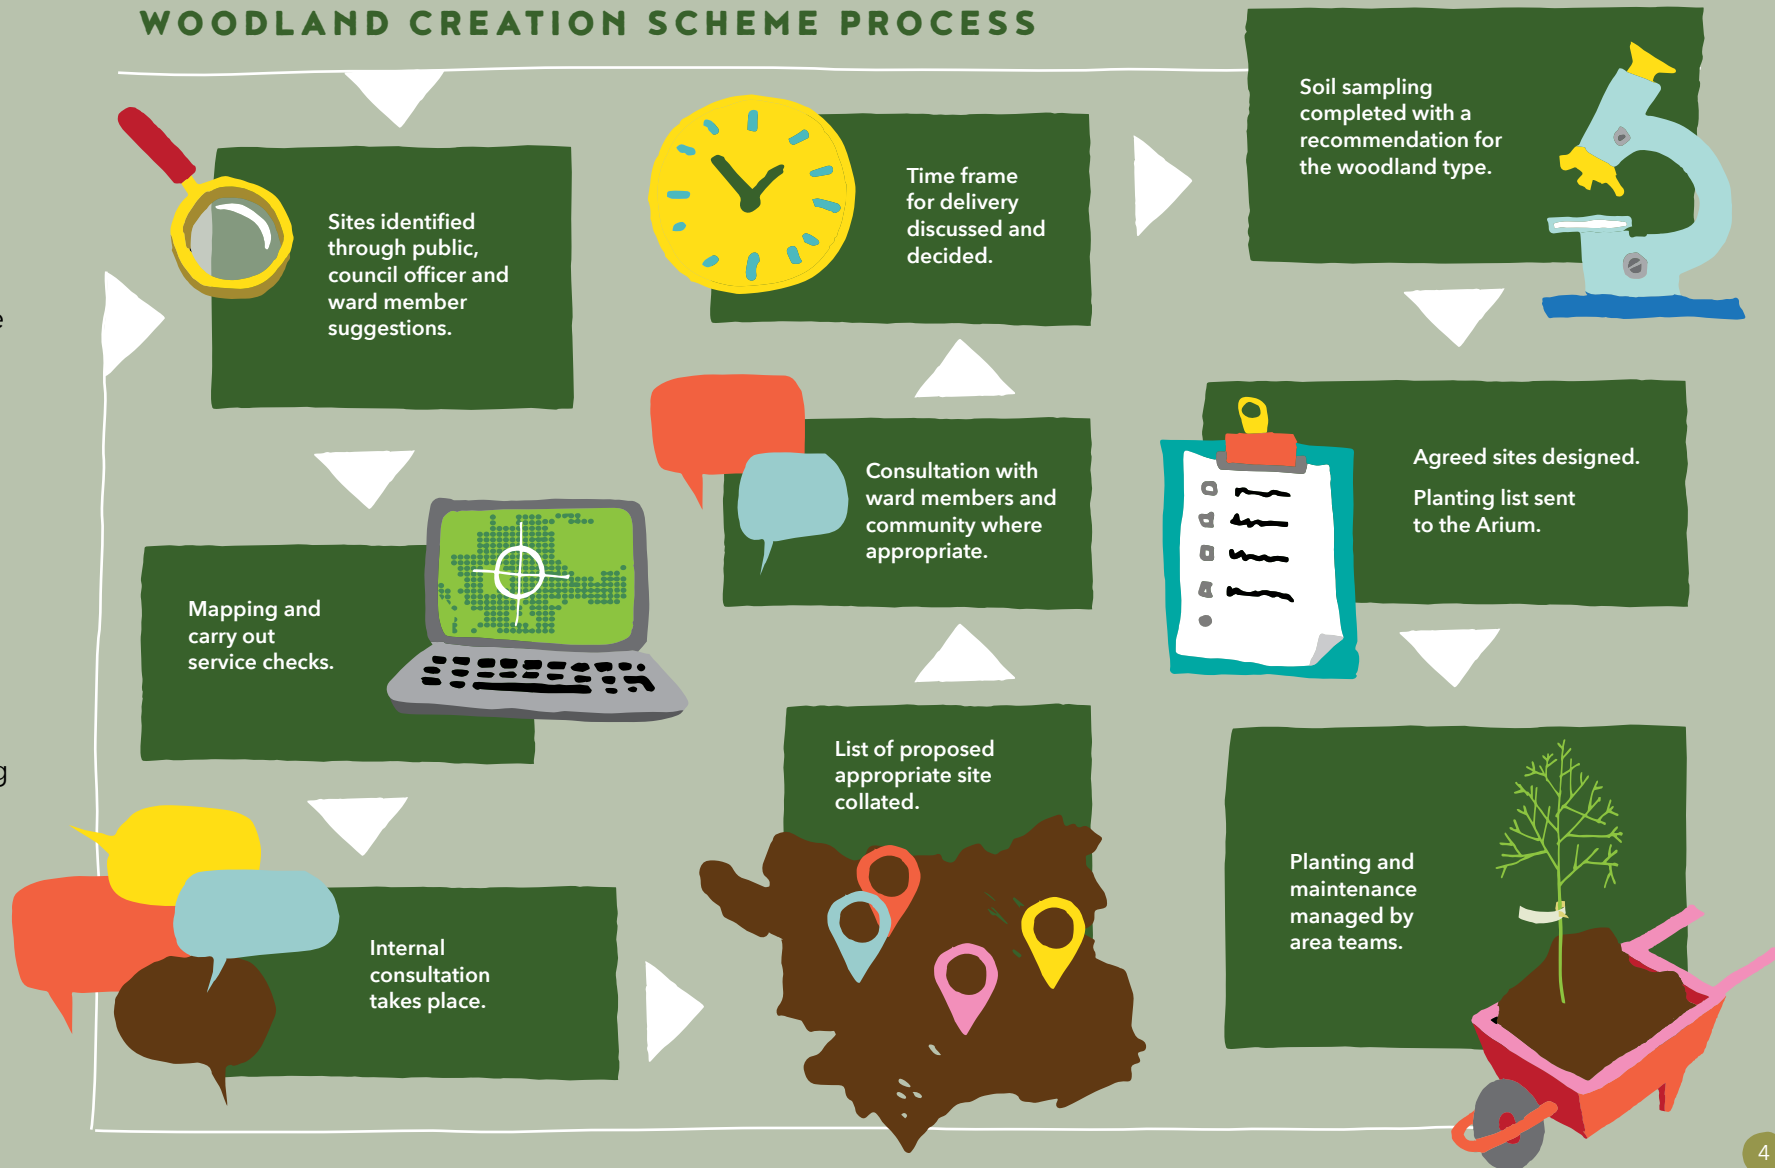 WOODLAND CREATION SCHEME PROCESS
Sites identified
through public,
council officer and
ward member
suggestions.
Mapping and
carry out
service checks.
Internal
consultation
takes place.
List of proposed
appropriate site
collated.
Consultation with
ward members and
community where
appropriate.
Time frame
for delivery
discussed and
decided.
Soil sampling
completed with a
recommendation for
the woodland type.
Agreed sites designed.
Planting list sent
to the Arium.
Planting and
maintenance
managed by
area teams.
e
g
4